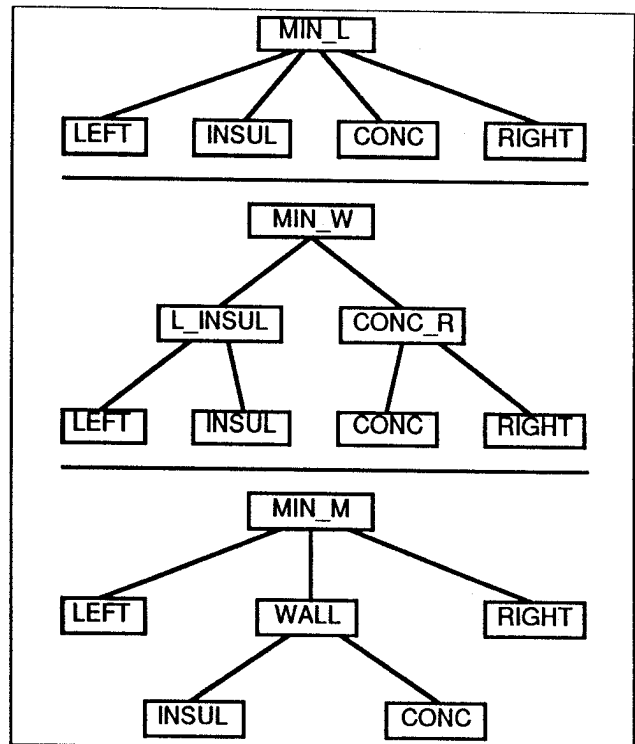 MIN_L
LEFT INSUL CONC RIGHT
MIN_W
L_INSUL CONC_R
LEFT INSUL CONC RIGHT
MIN_M
LEFT WALL RIGHT
INSUL CONC